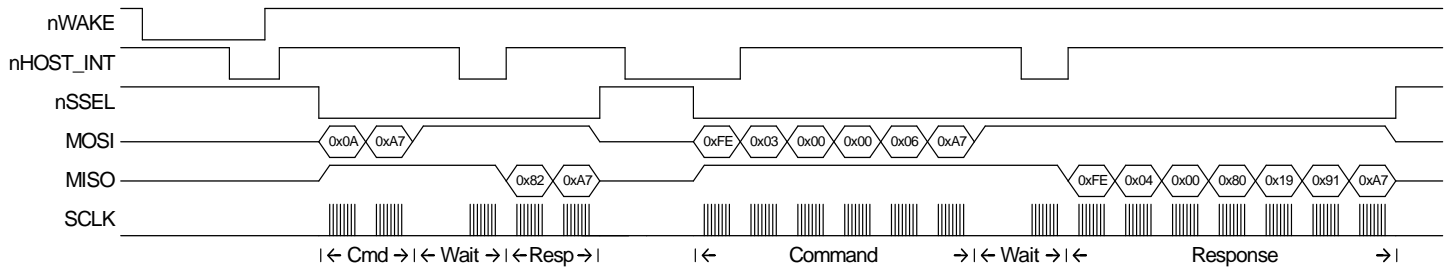 nWAKE
nHOST_INT
nSSEL
MOSI 0x0A 0xA7 0xFE 0x03 0x00 0x00 0x06 0xA7
MISO 0x82 0xA7 0xFE 0x04 0x00 0x80 0x19 0x91 0xA7
SCLK
Cmd Wait Resp Command Wait Response